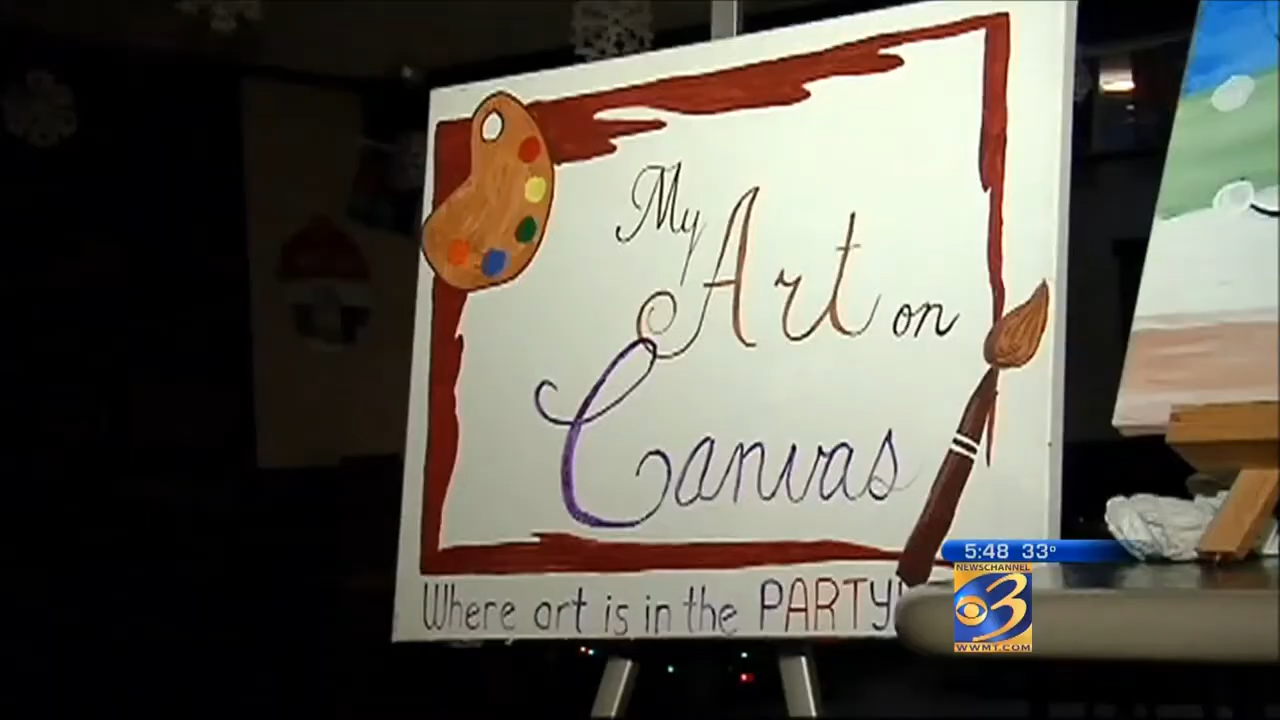 My
Art on
Canvas
Where art is in the PARTY!
5:48 33°
NEWSCHANNEL
3
WWMT.COM